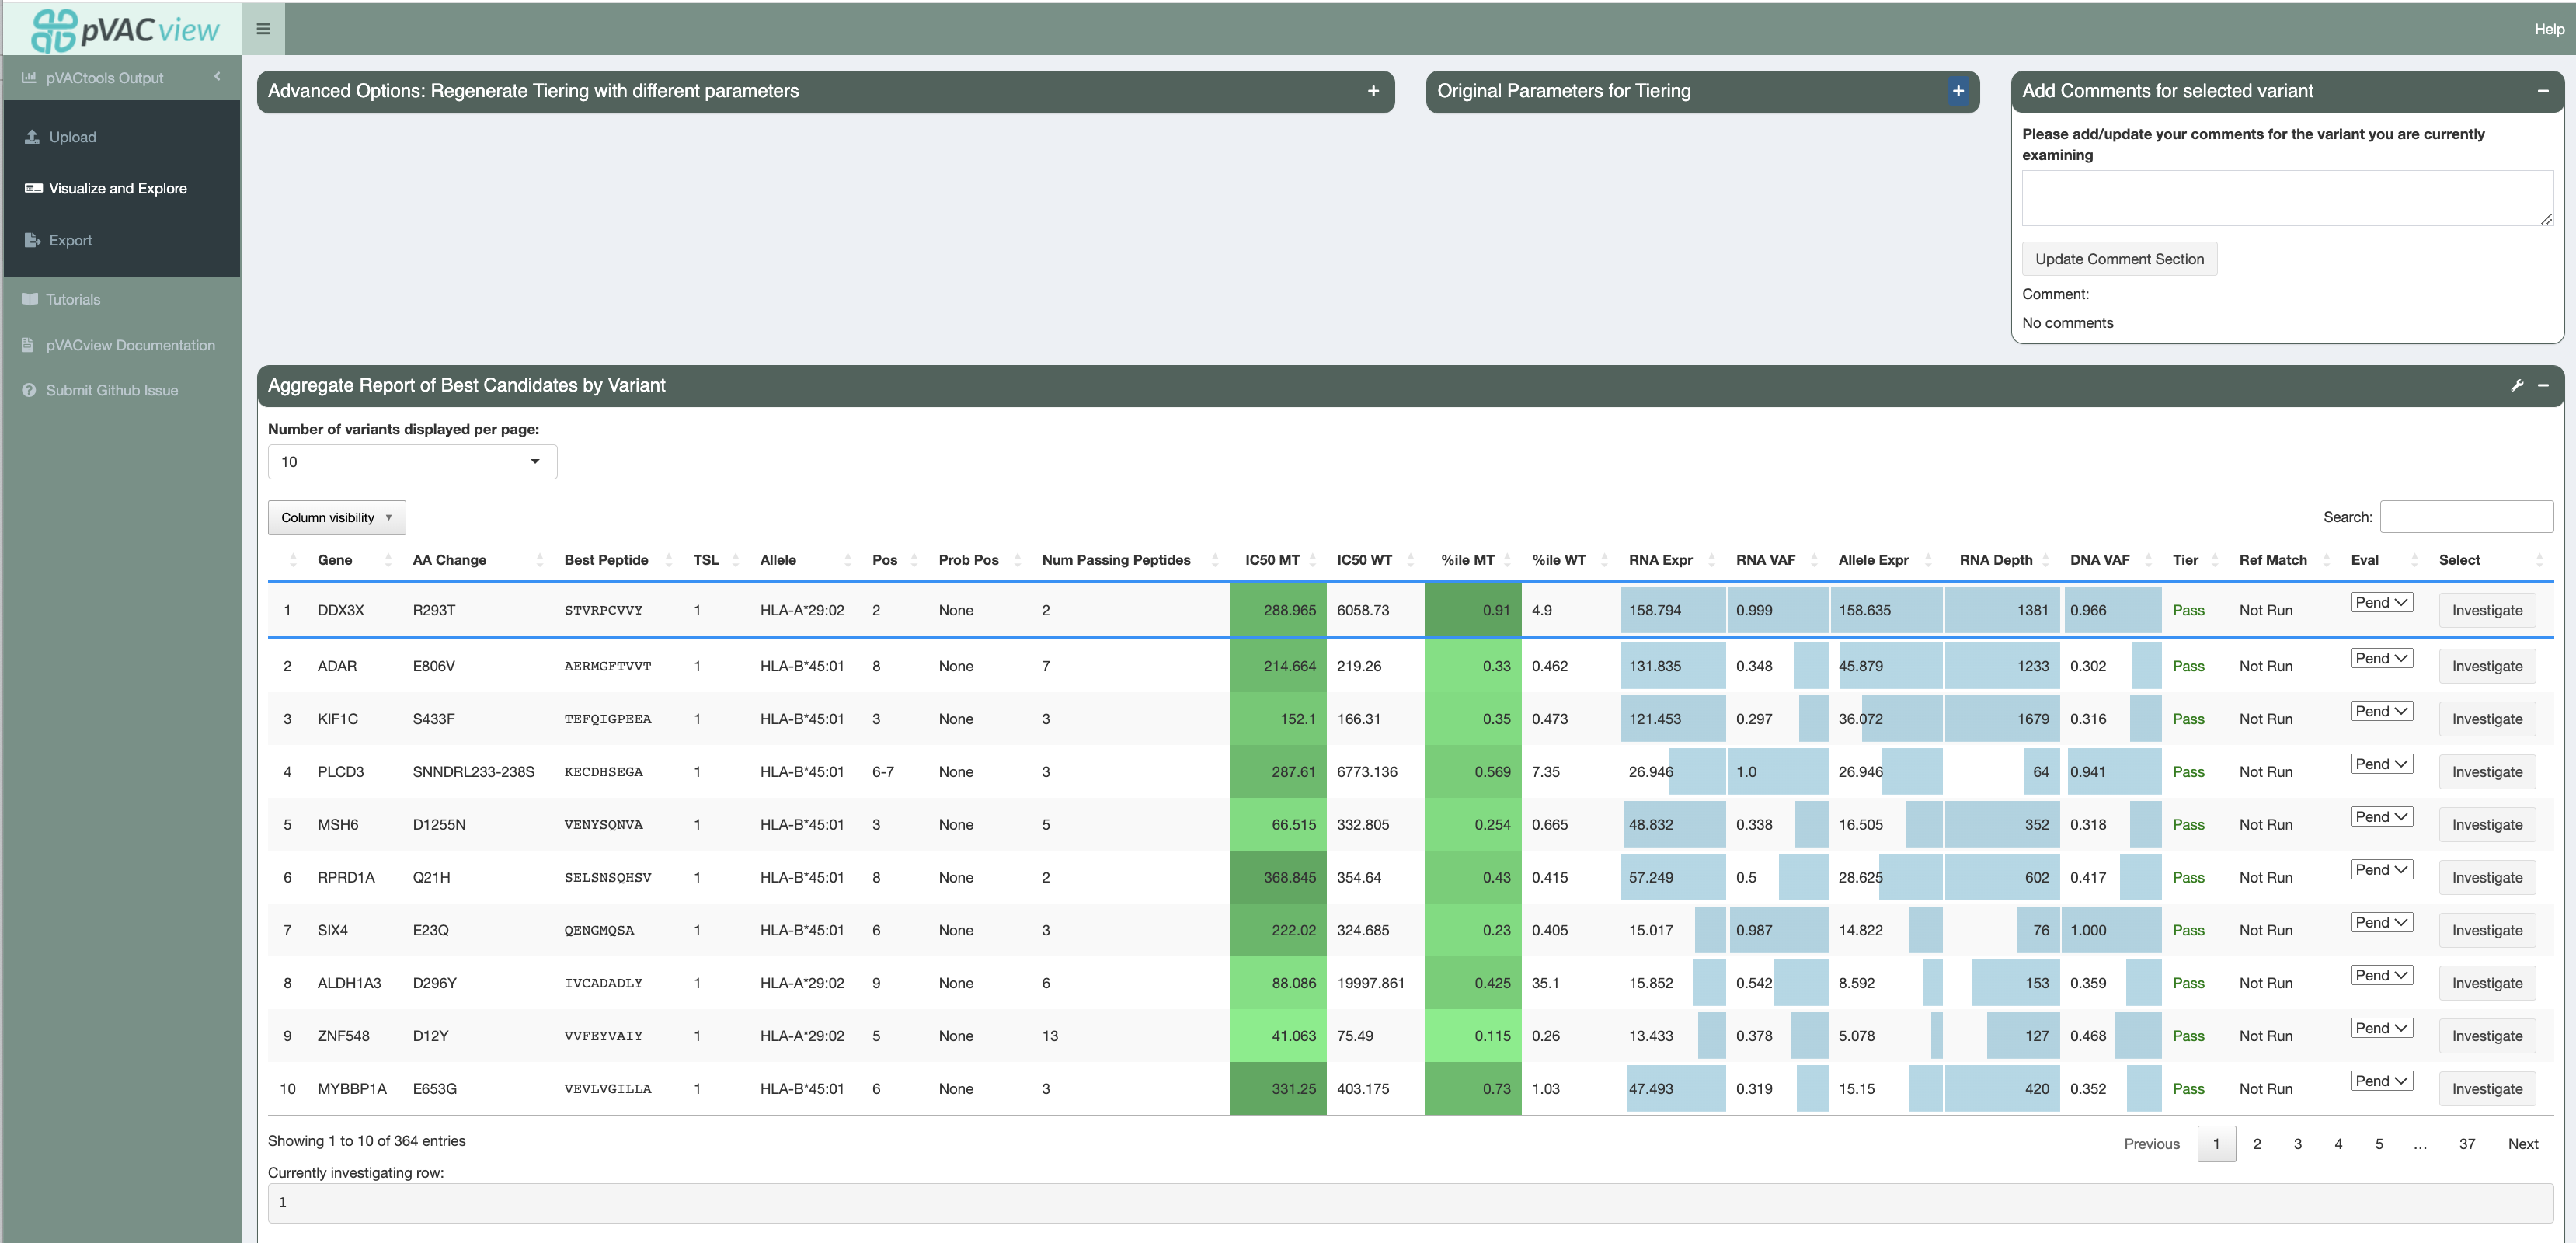 pVACview
Help
pVACtools Output
Upload
Visualize and Explore
Export
Tutorials
pVACview Documentation
Submit Github Issue
Advanced Options: Regenerate Tiering with different parameters +
Original Parameters for Tiering +
Add Comments for selected variant −
Please add/update your comments for the variant you are currently
examining
Update Comment Section
Comment:
No comments
Aggregate Report of Best Candidates by Variant −
Number of variants displayed per page:
10
Column visibility
Search:
Gene AA Change Best Peptide TSL Allele Pos Prob Pos Num Passing Peptides IC50 MT IC50 WT %ile MT %ile WT RNA Expr RNA VAF Allele Expr RNA Depth DNA VAF Tier Ref Match Eval Select
1 DDX3X R293T STVRPCVVY 1 HLA-A*29:02 2 None 2 288.965 6058.73 0.91 4.9 158.794 0.999 158.635 1381 0.966 Pass Not Run Pend Investigate
2 ADAR E806V AERMGFTVVT 1 HLA-B*45:01 8 None 7 214.664 219.26 0.33 0.462 131.835 0.348 45.879 1233 0.302 Pass Not Run Pend Investigate
3 KIF1C S433F TEFQIGPEEA 1 HLA-B*45:01 3 None 3 152.1 166.31 0.35 0.473 121.453 0.297 36.072 1679 0.316 Pass Not Run Pend Investigate
4 PLCD3 SNNDRL233-238S KECDHSEGA 1 HLA-B*45:01 6-7 None 3 287.61 6773.136 0.569 7.35 26.946 1.0 26.946 64 0.941 Pass Not Run Pend Investigate
5 MSH6 D1255N VENYSQNVA 1 HLA-B*45:01 3 None 5 66.515 332.805 0.254 0.665 48.832 0.338 16.505 352 0.318 Pass Not Run Pend Investigate
6 RPRD1A Q21H SELSNSQHSV 1 HLA-B*45:01 8 None 2 368.845 354.64 0.43 0.415 57.249 0.5 28.625 602 0.417 Pass Not Run Pend Investigate
7 SIX4 E23Q QENGMQSA 1 HLA-B*45:01 6 None 3 222.02 324.685 0.23 0.405 15.017 0.987 14.822 76 1.000 Pass Not Run Pend Investigate
8 ALDH1A3 D296Y IVCADADLY 1 HLA-A*29:02 9 None 6 88.086 19997.861 0.425 35.1 15.852 0.542 8.592 153 0.359 Pass Not Run Pend Investigate
9 ZNF548 D12Y VVFEYVAIY 1 HLA-A*29:02 5 None 13 41.063 75.49 0.115 0.26 13.433 0.378 5.078 127 0.468 Pass Not Run Pend Investigate
10 MYBBP1A E653G VEVLVGILLA 1 HLA-B*45:01 6 None 3 331.25 403.175 0.73 1.03 47.493 0.319 15.15 420 0.352 Pass Not Run Pend Investigate
Showing 1 to 10 of 364 entries
Previous 1 2 3 4 5 … 37 Next
Currently investigating row:
1